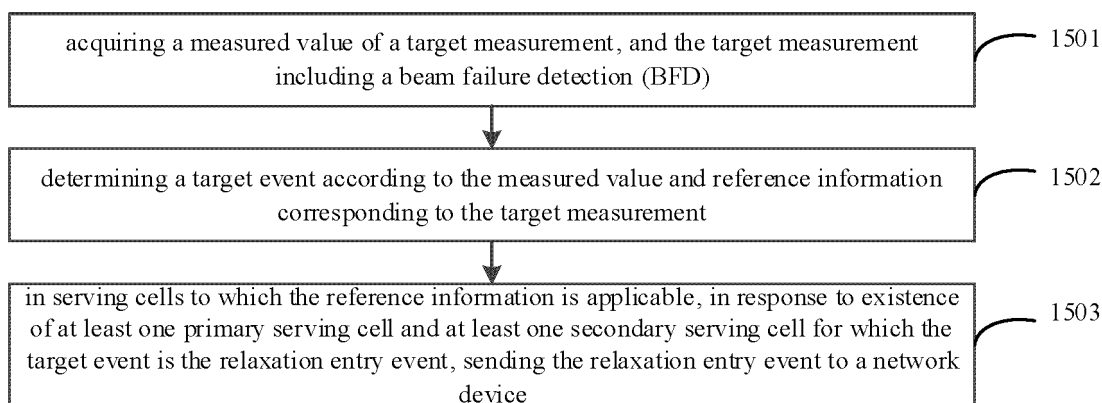 acquiring a measured value of a target measurement, and the target measurement
including a beam failure detection (BFD)
1501
determining a target event according to the measured value and reference information
corresponding to the target measurement
1502
in serving cells to which the reference information is applicable, in response to existence
of at least one primary serving cell and at least one secondary serving cell for which the
target event is the relaxation entry event, sending the relaxation entry event to a network
device
1503